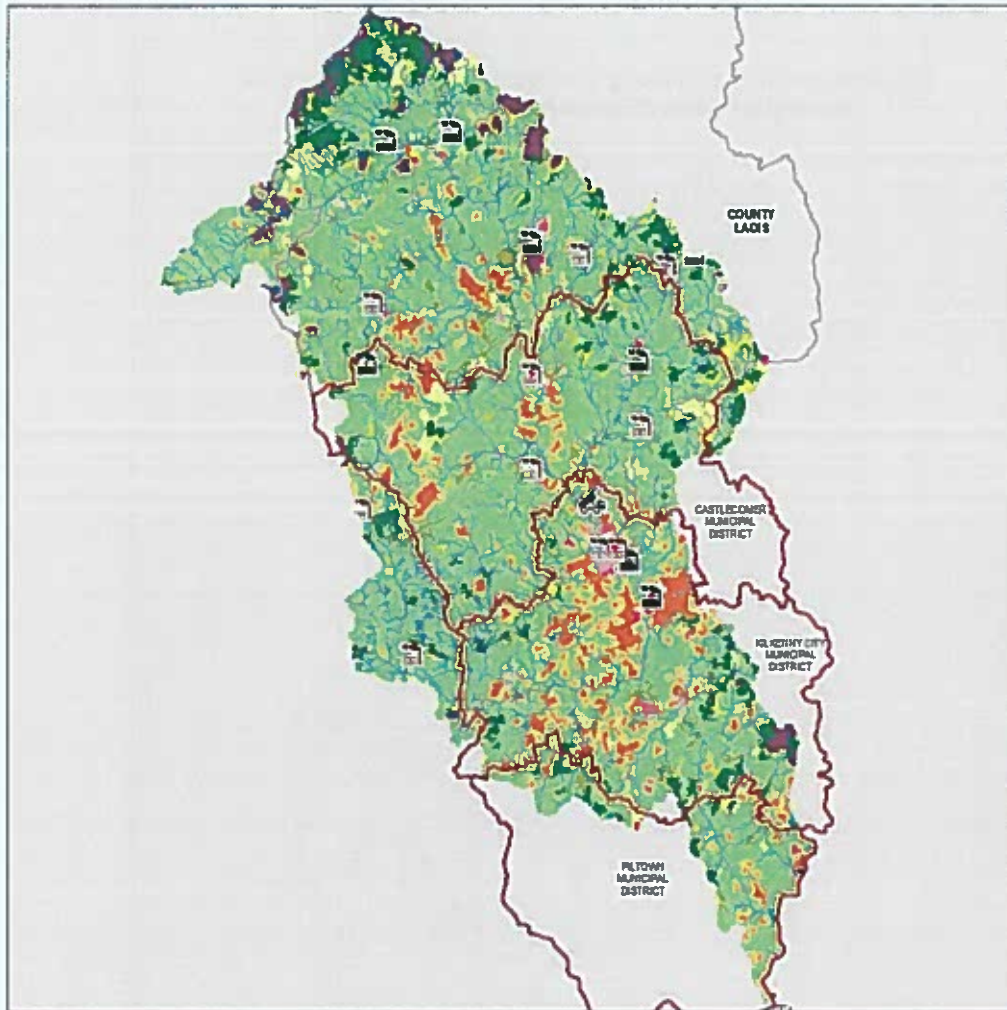 COUNTY
LAOIS
CASTLECOMER
MUNICIPAL
DISTRICT
KILKENNY CITY
MUNICIPAL
DISTRICT
PILTOWN
MUNICIPAL
DISTRICT